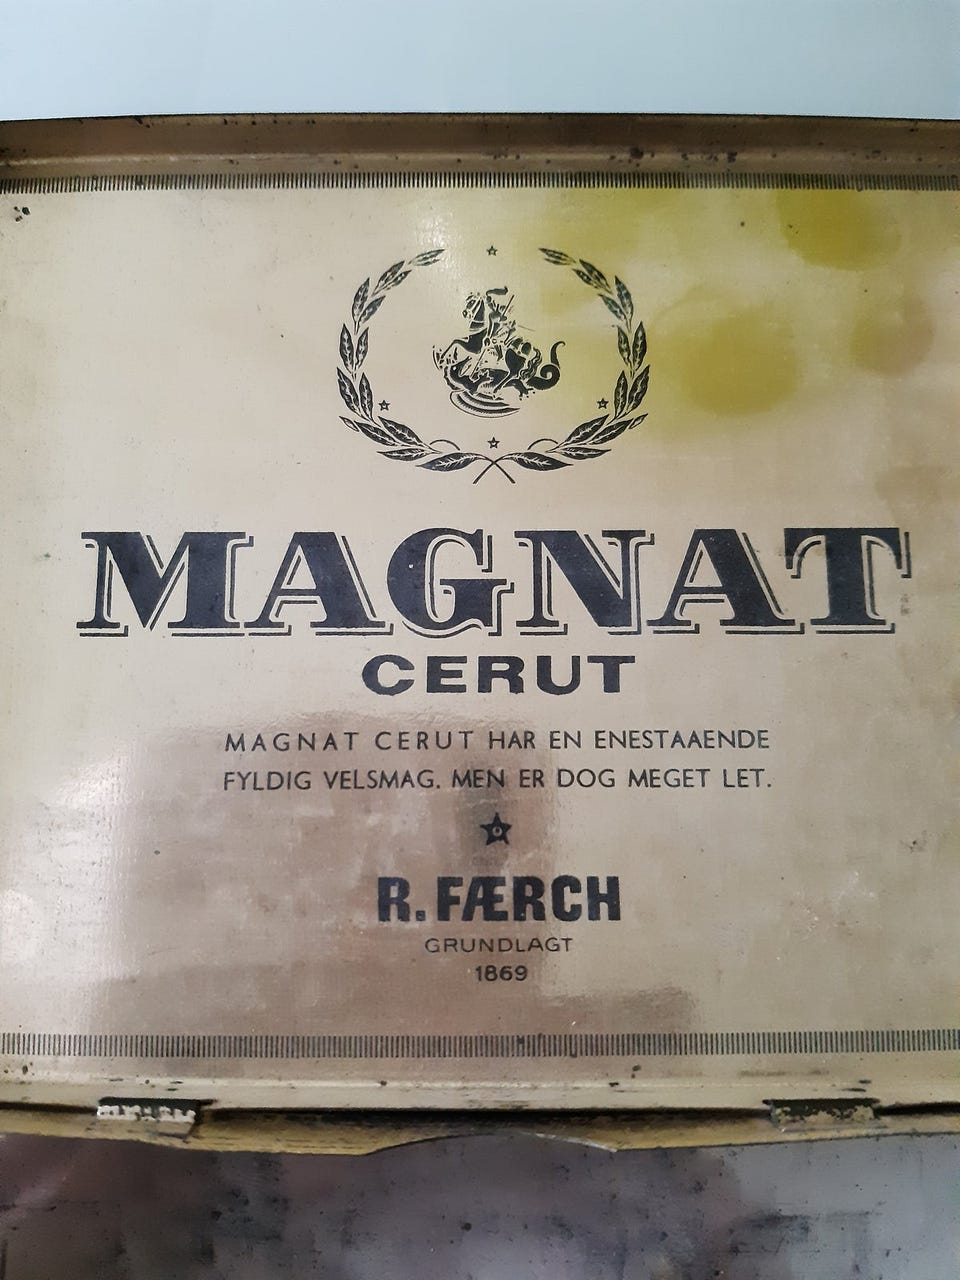 MAGNAT
CERUT
MAGNAT CERUT HAR EN ENESTAAENDE
FYLDIG VELSMAG. MEN ER DOG MEGET LET.
R. FÆRCH
GRUNDLAGT
1869